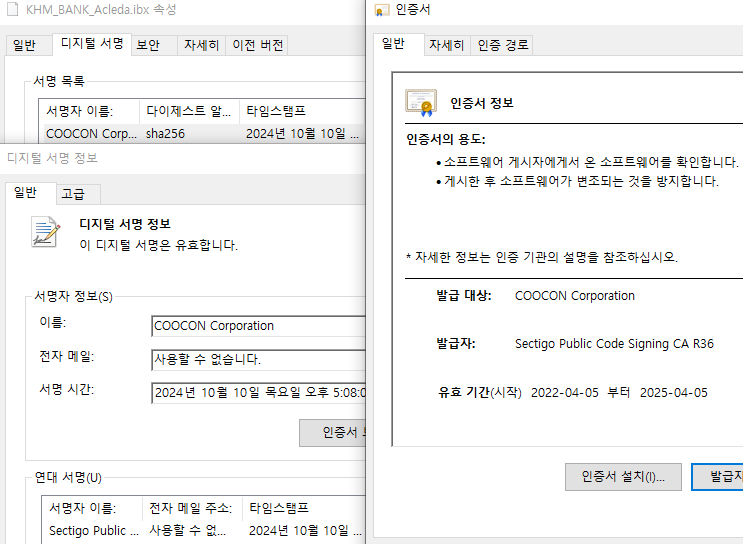 KHM_BANK_Acleda.ibx 속성
일반 디지털 서명 보안 자세히 이전 버전
서명 목록
서명자 이름: 다이제스트 알... 타임스탬프
COOCON Corp... sha256 2024년 10월 10일 ...
디지털 서명 정보
일반 고급
디지털 서명 정보
이 디지털 서명은 유효합니다.
서명자 정보(S)
이름: COOCON Corporation
전자 메일: 사용할 수 없습니다.
서명 시간: 2024년 10월 10일 목요일 오후 5:08:0
인증서
연대 서명(U)
서명자 이름: 전자 메일 주소: 타임스탬프
Sectigo Public ... 사용할 수 없... 2024년 10월 10일 ...
인증서
일반 자세히 인증 경로
인증서 정보
인증서의 용도:
• 소프트웨어 게시자에게서 온 소프트웨어를 확인합니다.
• 게시한 후 소프트웨어가 변조되는 것을 방지합니다.
* 자세한 정보는 인증 기관의 설명을 참조하십시오.
발급 대상: COOCON Corporation
발급자: Sectigo Public Code Signing CA R36
유효 기간(시작) 2022-04-05 부터 2025-04-05
인증서 설치(I)... 발급자